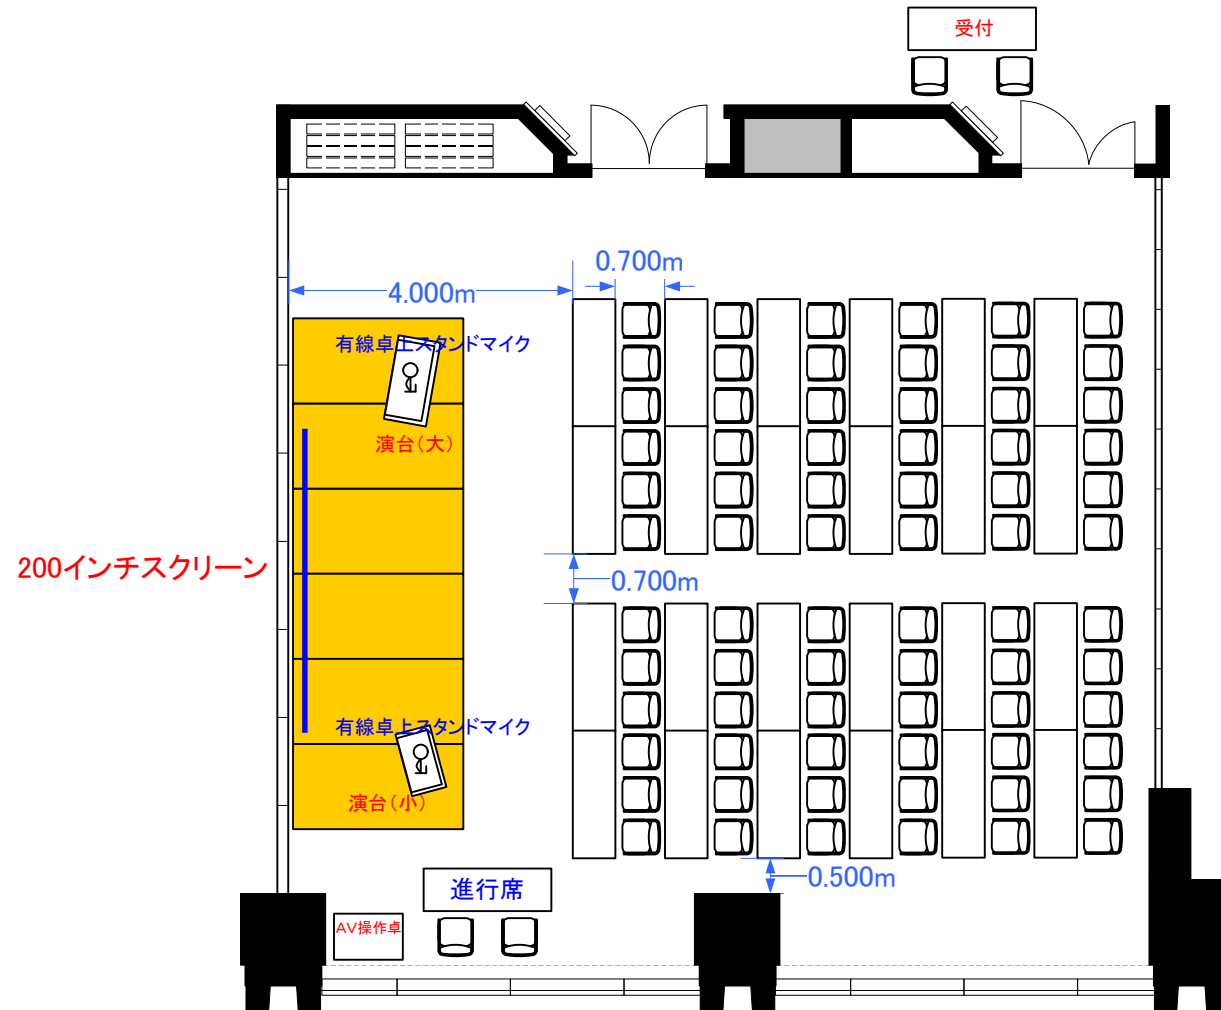 受付
0.700m
4.000m
有線卓上スタンドマイク
演台(大)
200インチスクリーン
0.700m
有線卓上スタンドマイク
演台(小)
0.500m
進行席
AV操作卓